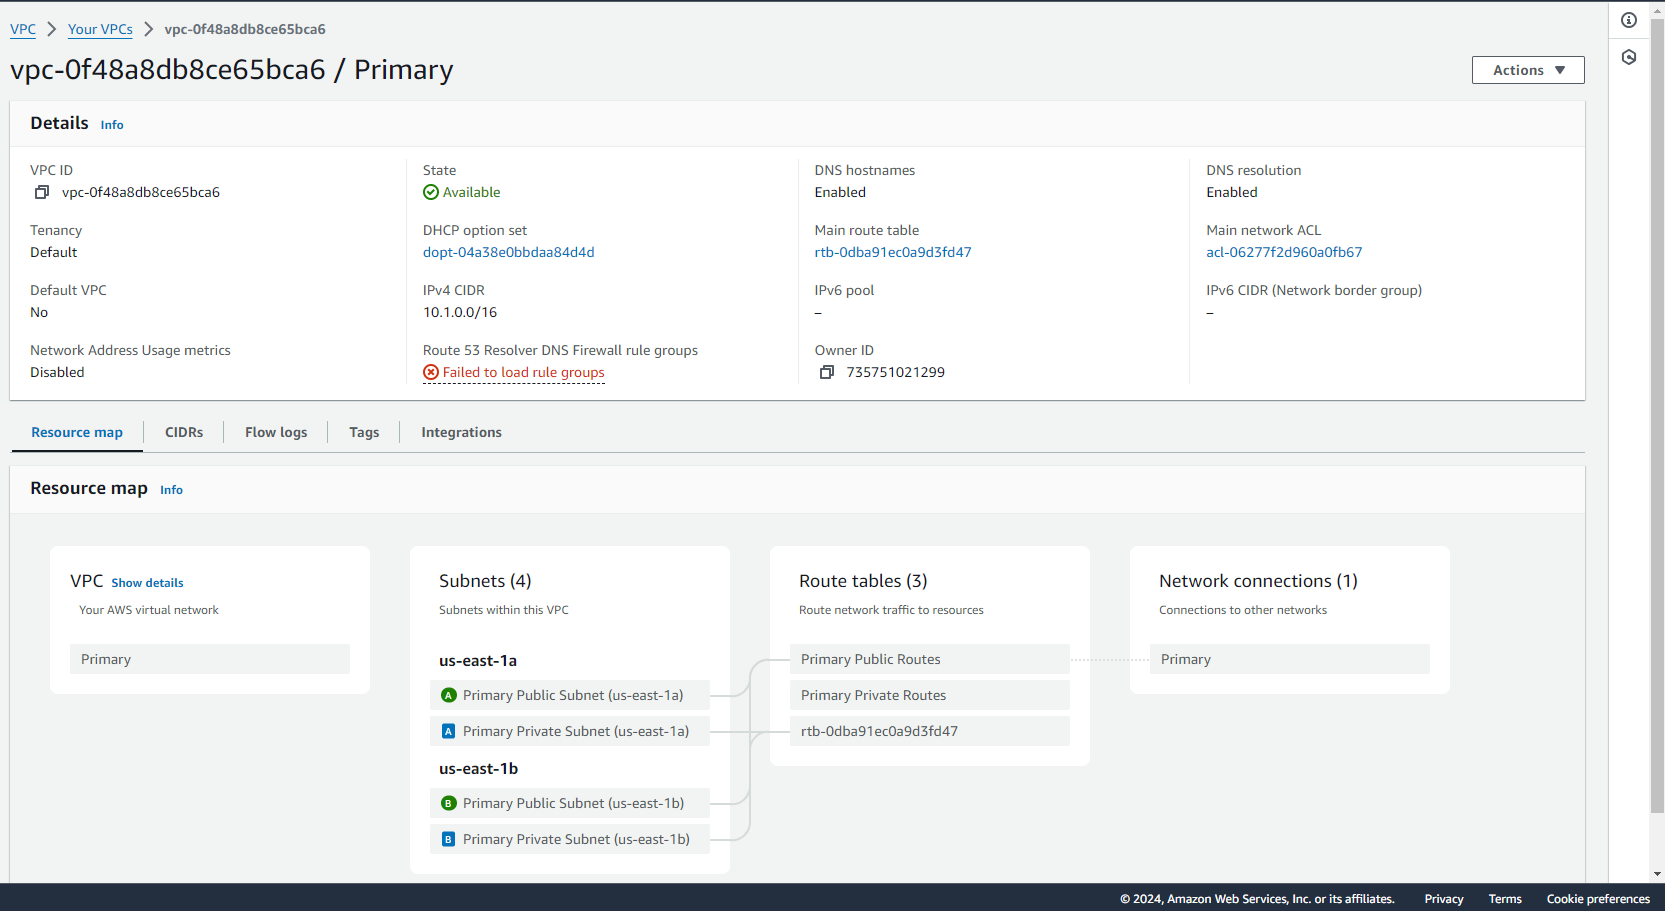 VPC > Your VPCs > vpc-0f48a8db8ce65bca6
vpc-0f48a8db8ce65bca6 / Primary
Actions ▼
Details Info
VPC ID
vpc-0f48a8db8ce65bca6
State
Available
DNS hostnames
Enabled
DNS resolution
Enabled
Tenancy
Default
DHCP option set
dopt-04a38e0bbdaa84d4d
Main route table
rtb-0dba91ec0a9d3fd47
Main network ACL
acl-06277f2d960a0fb67
Default VPC
No
IPv4 CIDR
10.1.0.0/16
IPv6 pool
–
IPv6 CIDR (Network border group)
–
Network Address Usage metrics
Disabled
Route 53 Resolver DNS Firewall rule groups
Failed to load rule groups
Owner ID
735751021299
Resource map
CIDRs
Flow logs
Tags
Integrations
Resource map Info
VPC Show details
Your AWS virtual network
Primary
Subnets (4)
Subnets within this VPC
us-east-1a
A Primary Public Subnet (us-east-1a)
A Primary Private Subnet (us-east-1a)
us-east-1b
B Primary Public Subnet (us-east-1b)
B Primary Private Subnet (us-east-1b)
Route tables (3)
Route network traffic to resources
Primary Public Routes
Primary Private Routes
rtb-0dba91ec0a9d3fd47
Network connections (1)
Connections to other networks
Primary
© 2024, Amazon Web Services, Inc. or its affiliates. Privacy Terms Cookie preferences